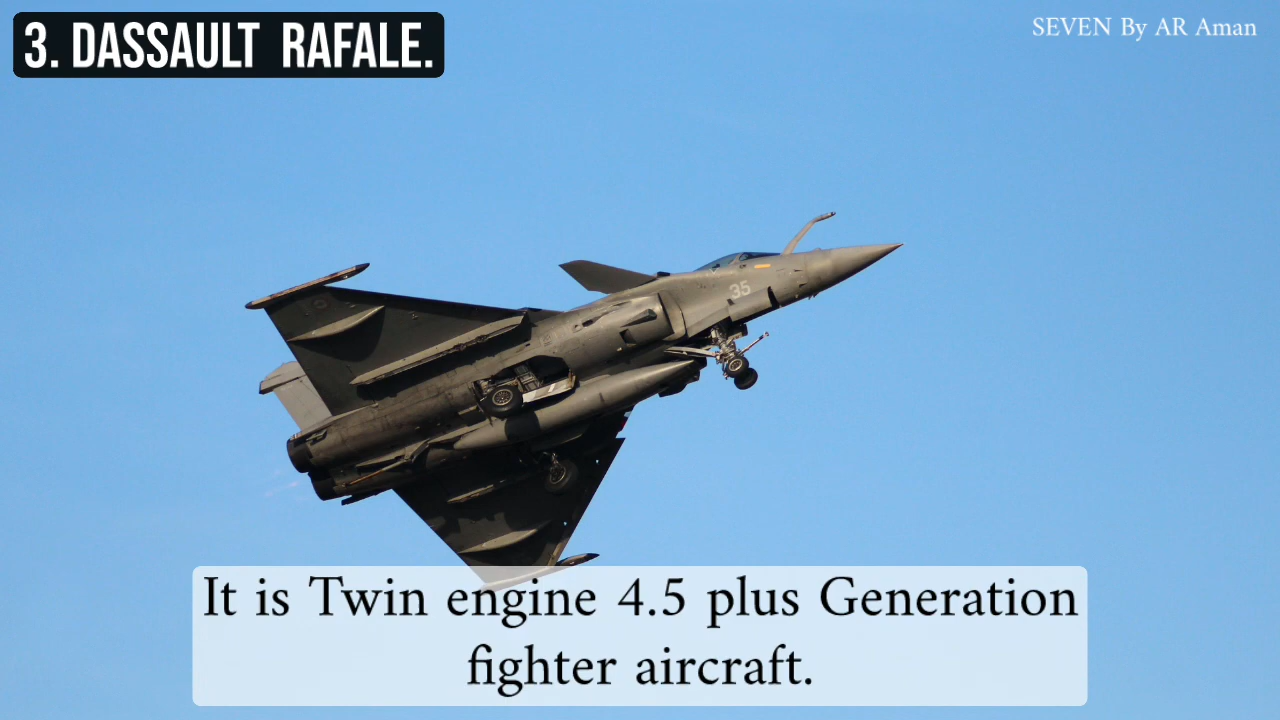 3. DASSAULT RAFALE.
SEVEN By AR Aman
35
It is Twin engine 4.5 plus Generation
fighter aircraft.